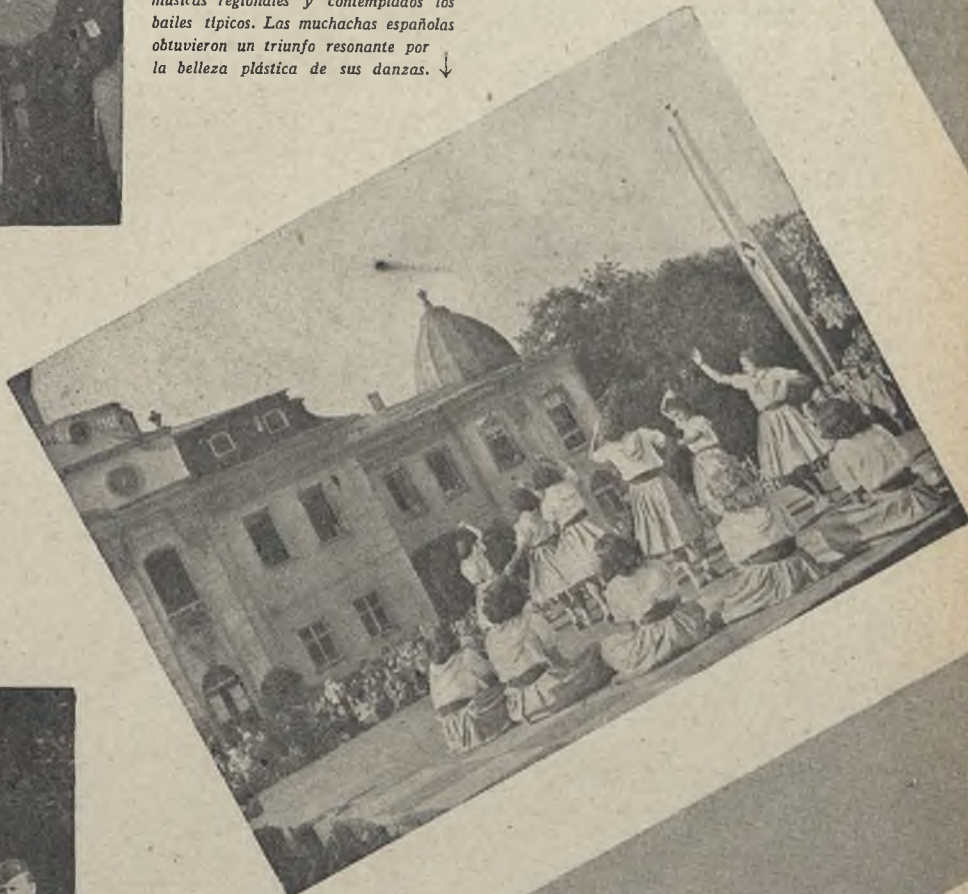 músicas regionales y contemplados los
bailes típicos. Las muchachas españolas
obtuvieron un triunfo resonante por
la belleza plástica de sus danzas. ↓